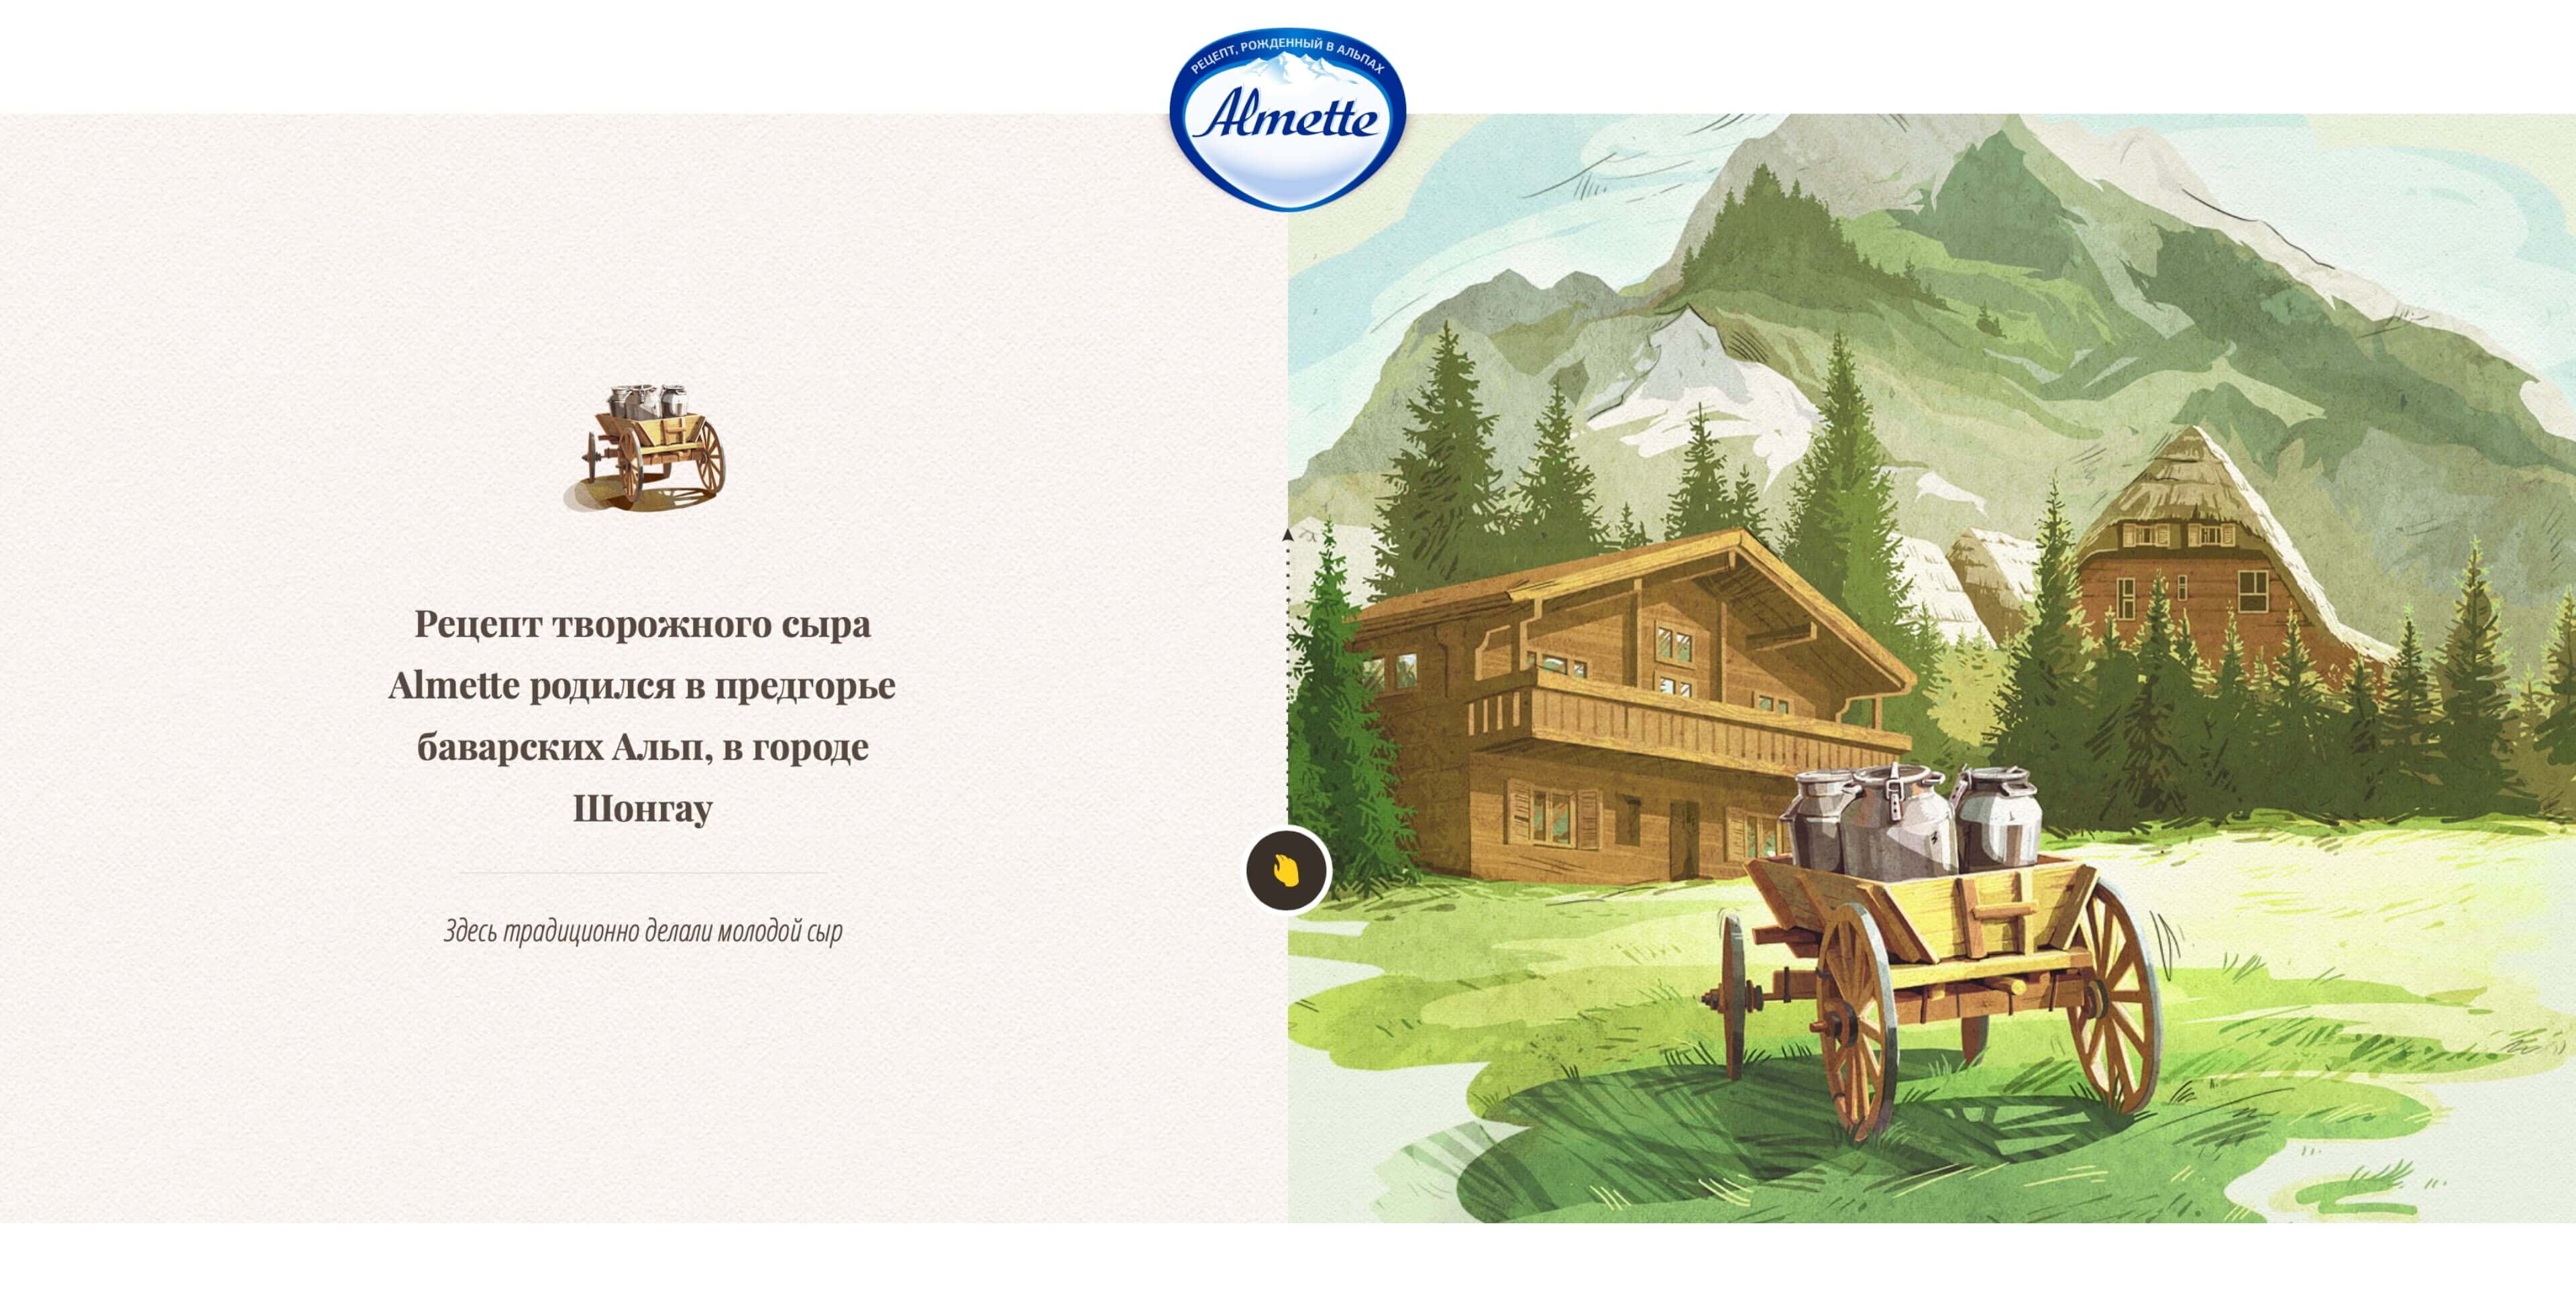 РЕЦЕПТ, РОЖДЕННЫЙ В АЛЬПАХ
Almette
Рецепт творожного сыра
Almette родился в предгорье
баварских Альп, в городе
Шонгау
Здесь традиционно делали молодой сыр